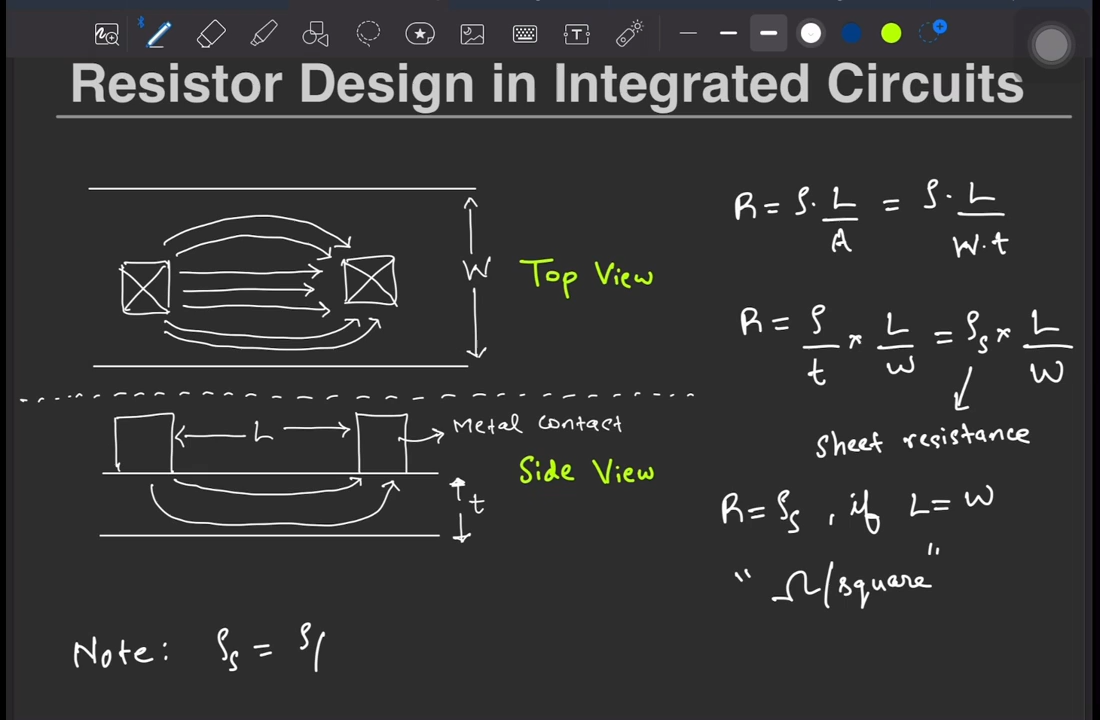 Resistor Design in Integrated Circuits
W
Top View
L
Metal Contact
Side View
t
R = ρ. L/A = ρ. L/W.t
R = ρ/t × L/W = ρs × L/W
Sheet resistance
R = ρs , if L = W
" Ω/square "
Note: ρs = ρ/